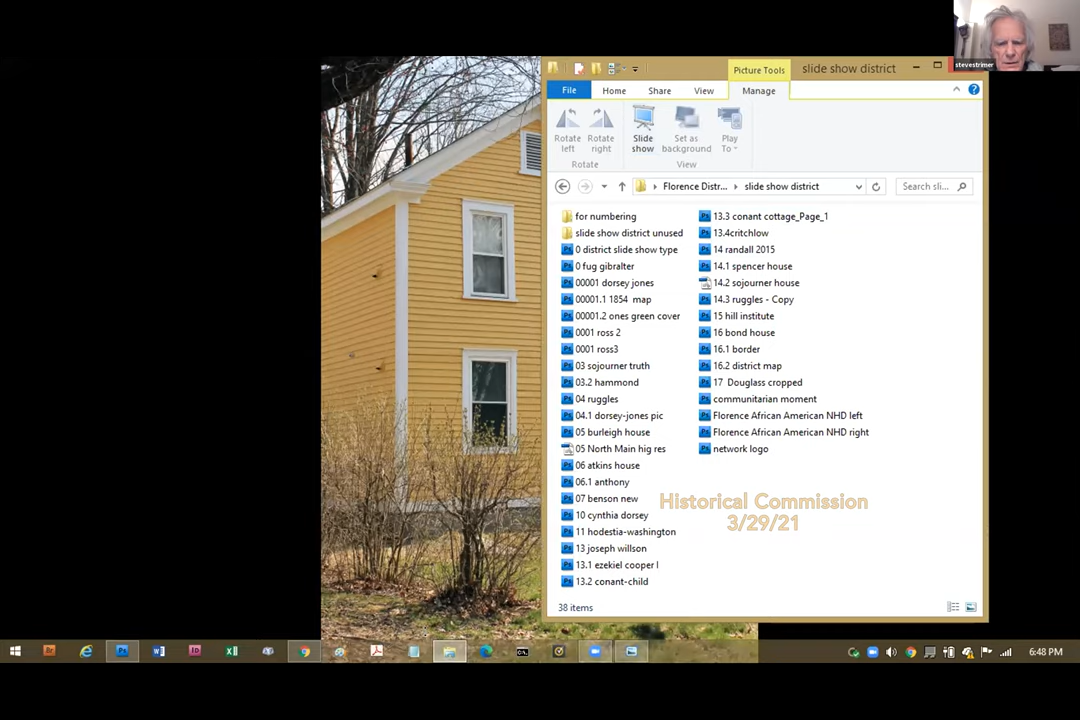 stevestrimer
Picture Tools
slide show district
File
Home
Share
View
Manage
Rotate left
Rotate right
Slide show
Set as background
Play To
Rotate
View
Florence Distr...
slide show district
Search sli...
for numbering
slide show district unused
0 district slide show type
0 fug gibralter
00001 dorsey jones
00001.1 1854 map
00001.2 ones green cover
0001 ross 2
0001 ross3
03 sojourner truth
03.2 hammond
04 ruggles
04.1 dorsey-jones pic
05 burleigh house
05 North Main hig res
06 atkins house
06.1 anthony
07 benson new
10 cynthia dorsey
11 hodestia-washington
13 joseph willson
13.1 ezekiel cooper l
13.2 conant-child
13.3 conant cottage_Page_1
13.4critchlow
14 randall 2015
14.1 spencer house
14.2 sojourner house
14.3 ruggles - Copy
15 hill institute
16 bond house
16.1 border
16.2 district map
17 Douglass cropped
communitarian moment
Florence African American NHD left
Florence African American NHD right
network logo
Historical Commission
3/29/21
38 items
6:48 PM